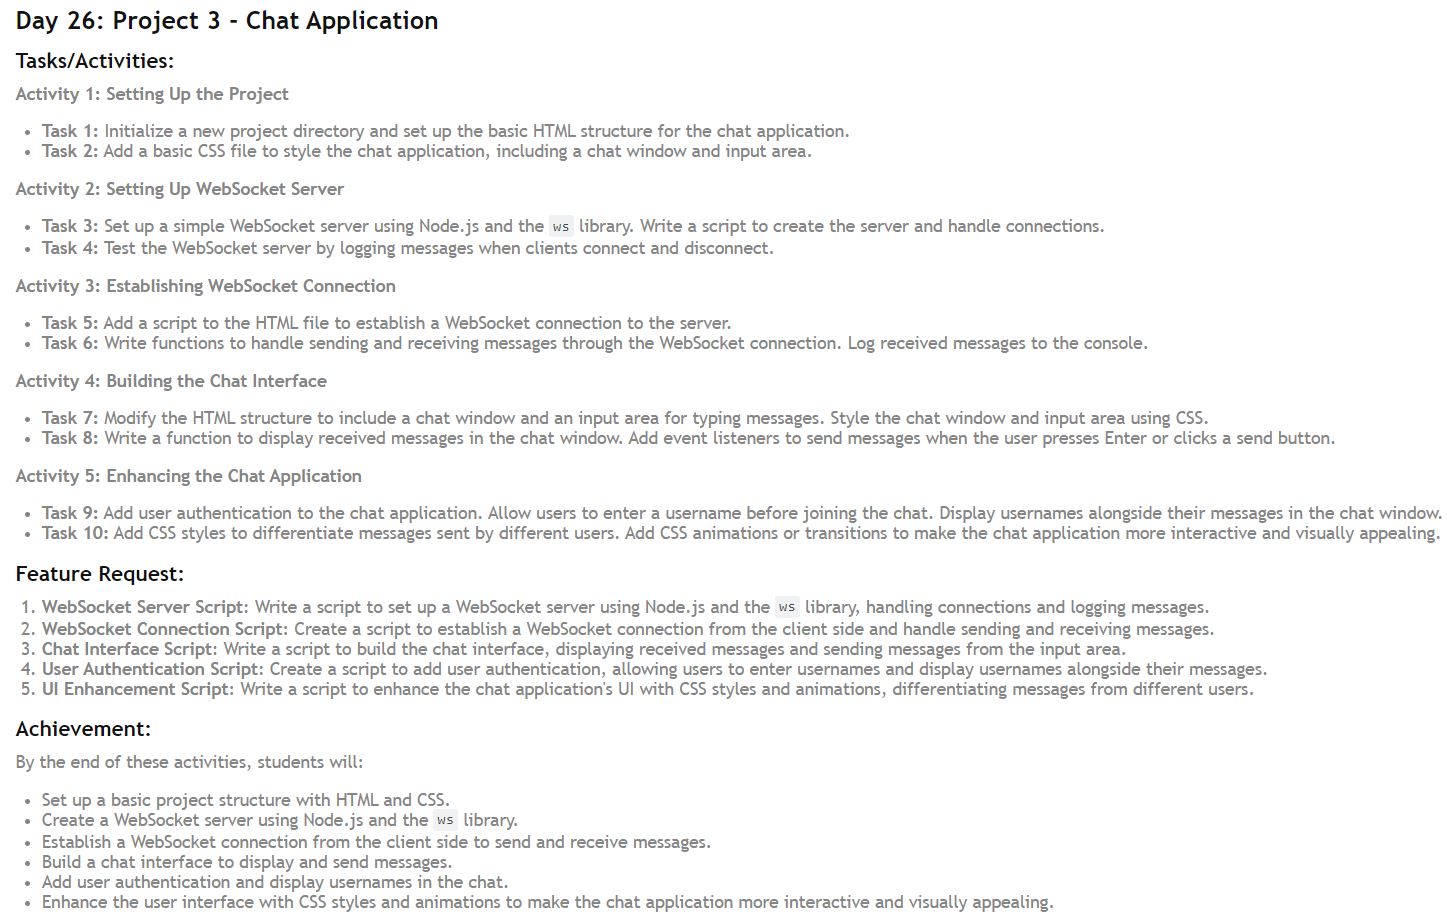 Day 26: Project 3 - Chat Application
Tasks/Activities:
Activity 1: Setting Up the Project
• Task 1: Initialize a new project directory and set up the basic HTML structure for the chat application.
• Task 2: Add a basic CSS file to style the chat application, including a chat window and input area.
Activity 2: Setting Up WebSocket Server
• Task 3: Set up a simple WebSocket server using Node.js and the ws library. Write a script to create the server and handle connections.
• Task 4: Test the WebSocket server by logging messages when clients connect and disconnect.
Activity 3: Establishing WebSocket Connection
• Task 5: Add a script to the HTML file to establish a WebSocket connection to the server.
• Task 6: Write functions to handle sending and receiving messages through the WebSocket connection. Log received messages to the console.
Activity 4: Building the Chat Interface
• Task 7: Modify the HTML structure to include a chat window and an input area for typing messages. Style the chat window and input area using CSS.
• Task 8: Write a function to display received messages in the chat window. Add event listeners to send messages when the user presses Enter or clicks a send button.
Activity 5: Enhancing the Chat Application
• Task 9: Add user authentication to the chat application. Allow users to enter a username before joining the chat. Display usernames alongside their messages in the chat window.
• Task 10: Add CSS styles to differentiate messages sent by different users. Add CSS animations or transitions to make the chat application more interactive and visually appealing.
Feature Request:
1. WebSocket Server Script: Write a script to set up a WebSocket server using Node.js and the ws library, handling connections and logging messages.
2. WebSocket Connection Script: Create a script to establish a WebSocket connection from the client side and handle sending and receiving messages.
3. Chat Interface Script: Write a script to build the chat interface, displaying received messages and sending messages from the input area.
4. User Authentication Script: Create a script to add user authentication, allowing users to enter usernames and display usernames alongside their messages.
5. UI Enhancement Script: Write a script to enhance the chat application's UI with CSS styles and animations, differentiating messages from different users.
Achievement:
By the end of these activities, students will:
• Set up a basic project structure with HTML and CSS.
• Create a WebSocket server using Node.js and the ws library.
• Establish a WebSocket connection from the client side to send and receive messages.
• Build a chat interface to display and send messages.
• Add user authentication and display usernames in the chat.
• Enhance the user interface with CSS styles and animations to make the chat application more interactive and visually appealing.